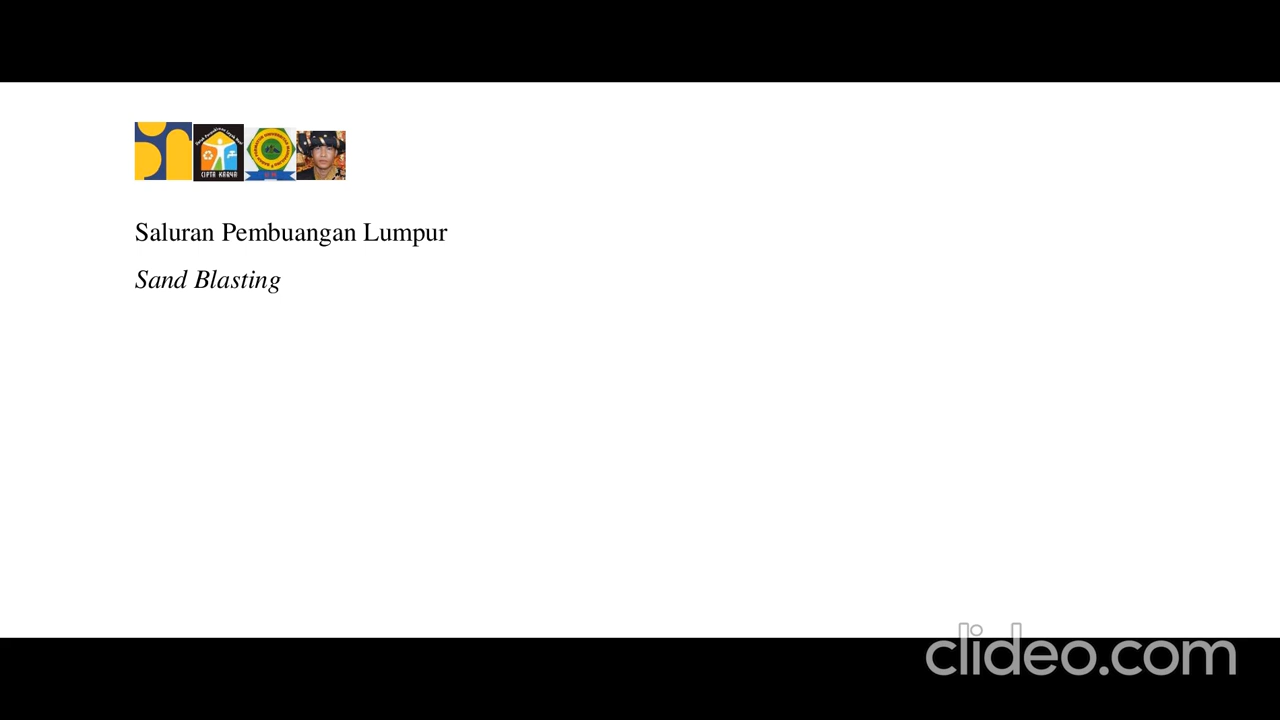 CIPTA KARYA
Saluran Pembuangan Lumpur
Sand Blasting
clideo.com